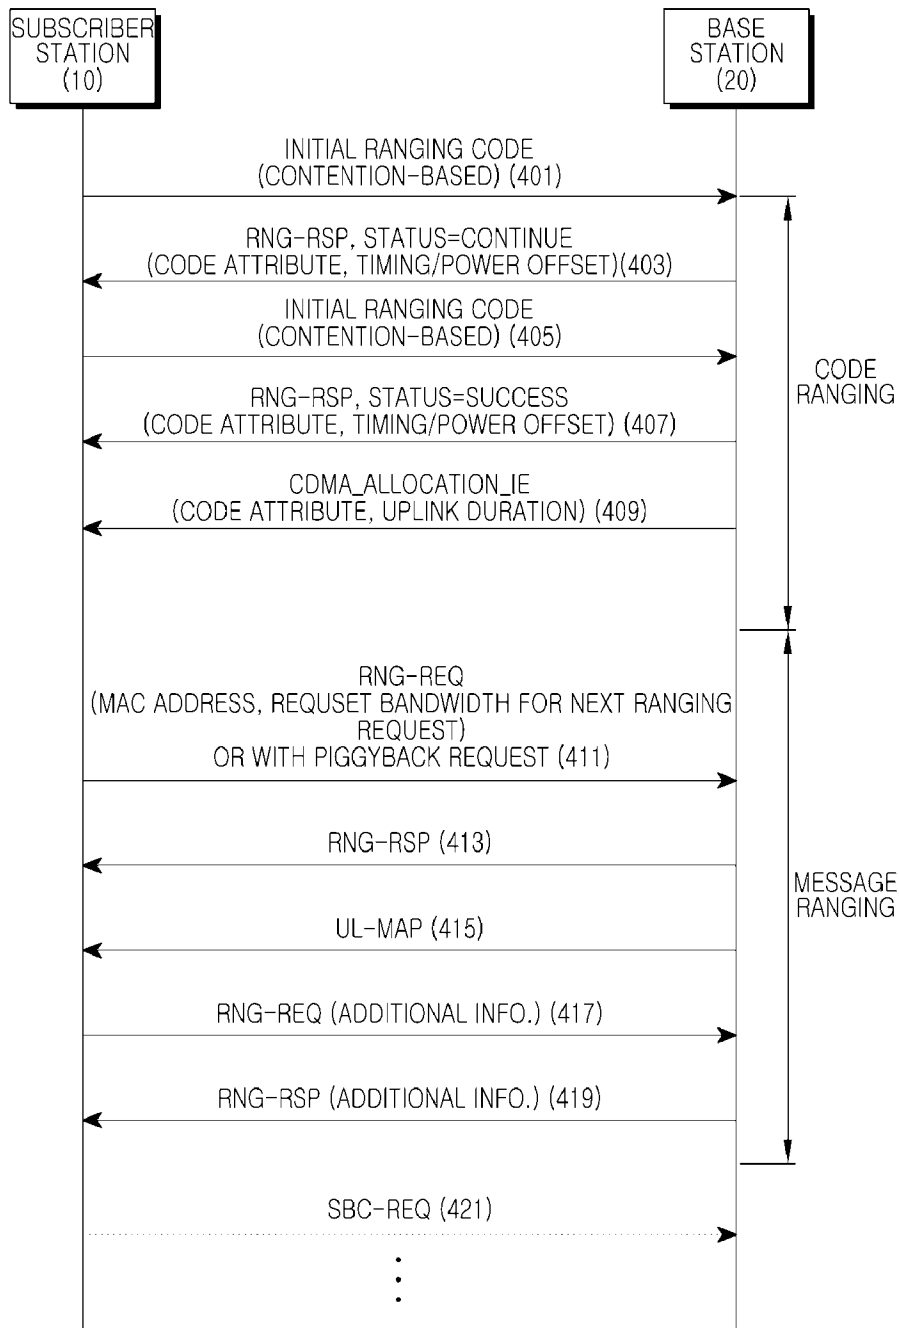 SUBSCRIBER
STATION
(10)
BASE
STATION
(20)
INITIAL RANGING CODE
(CONTENTION-BASED) (401)
RNG-RSP, STATUS=CONTINUE
(CODE ATTRIBUTE, TIMING/POWER OFFSET)(403)
INITIAL RANGING CODE
(CONTENTION-BASED) (405)
CODE
RANGING
RNG-RSP, STATUS=SUCCESS
(CODE ATTRIBUTE, TIMING/POWER OFFSET) (407)
CDMA_ALLOCATION_IE
(CODE ATTRIBUTE, UPLINK DURATION) (409)
RNG-REQ
(MAC ADDRESS, REQUSET BANDWIDTH FOR NEXT RANGING
REQUEST)
OR WITH PIGGYBACK REQUEST (411)
RNG-RSP (413)
MESSAGE
RANGING
UL-MAP (415)
RNG-REQ (ADDITIONAL INFO.) (417)
RNG-RSP (ADDITIONAL INFO.) (419)
SBC-REQ (421)